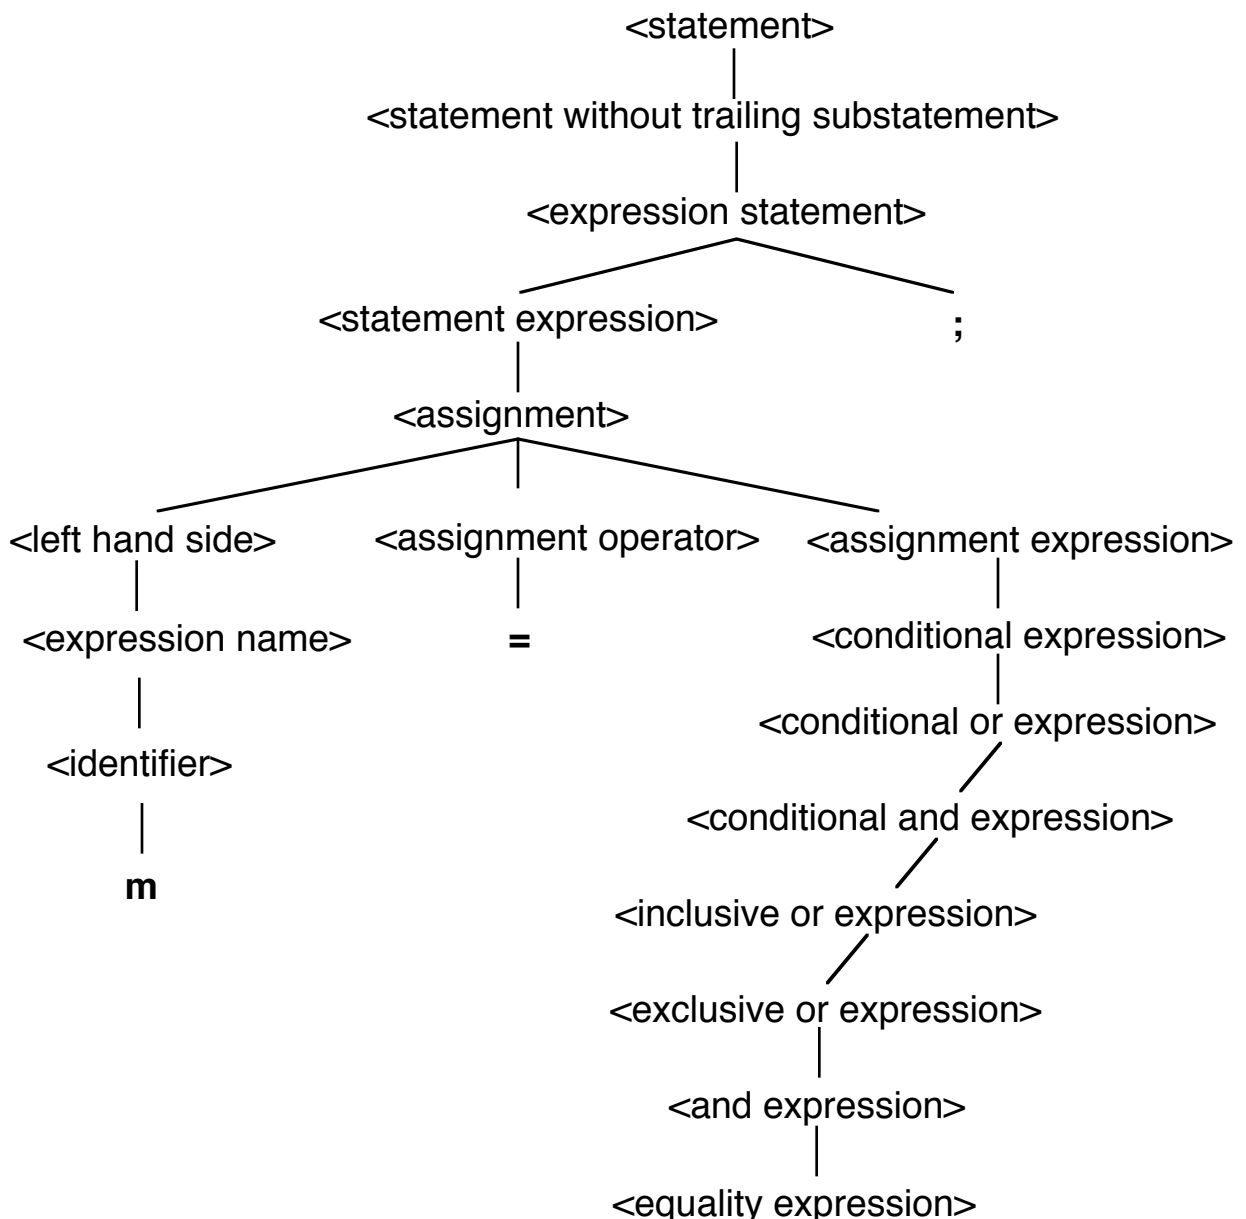 <statement>
<statement without trailing substatement>
<expression statement>
<statement expression> ;
<assignment>
<left hand side> <assignment operator> <assignment expression>
<expression name> = <conditional expression>
<conditional or expression>
<identifier>
<conditional and expression>
m
<inclusive or expression>
<exclusive or expression>
<and expression>
<equality expression>